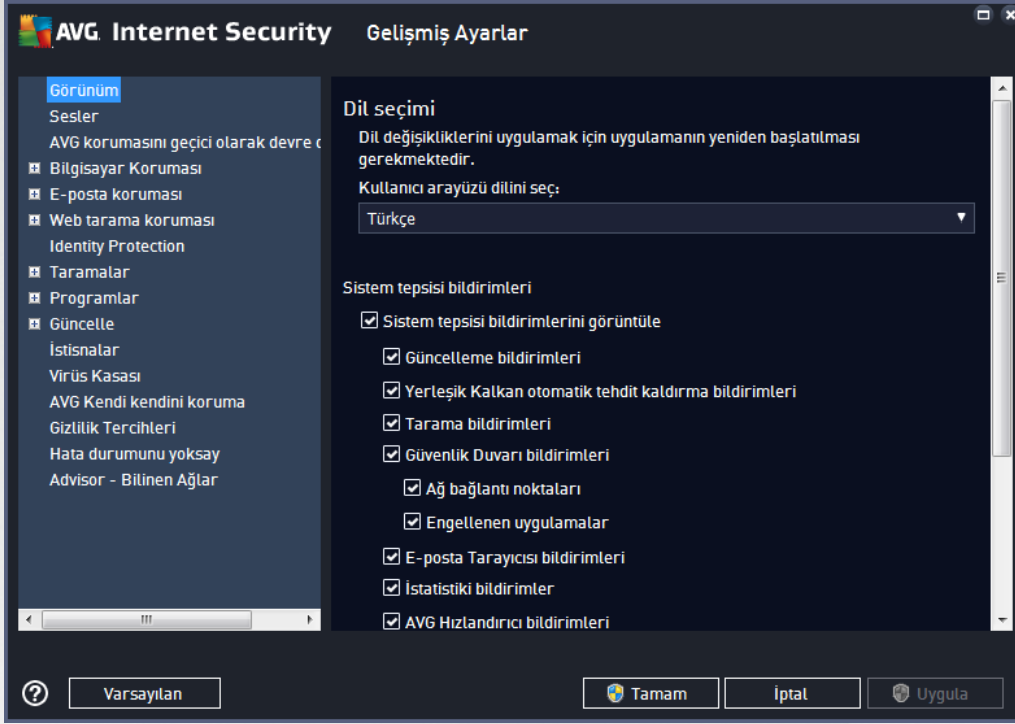 AVG Internet Security Gelişmiş Ayarlar
Görünüm
Sesler
AVG korumasını geçici olarak devre
Bilgisayar Koruması
E-posta koruması
Web tarama koruması
Identity Protection
Taramalar
Programlar
Güncelle
İstisnalar
Virüs Kasası
AVG Kendi kendini koruma
Gizlilik Tercihleri
Hata durumunu yoksay
Advisor - Bilinen Ağlar
Dil seçimi
Dil değişikliklerini uygulamak için uygulamanın yeniden başlatılması
gerekmektedir.
Kullanıcı arayüzü dilini seç:
Türkçe
Sistem tepsisi bildirimleri
Sistem tepsisi bildirimlerini görüntüle
Güncelleme bildirimleri
Yerleşik Kalkan otomatik tehdit kaldırma bildirimleri
Tarama bildirimleri
Güvenlik Duvarı bildirimleri
Ağ bağlantı noktaları
Engellenen uygulamalar
E-posta Tarayıcısı bildirimleri
İstatistiki bildirimler
AVG Hızlandırıcı bildirimleri
Varsayılan
Tamam
İptal
Uygula